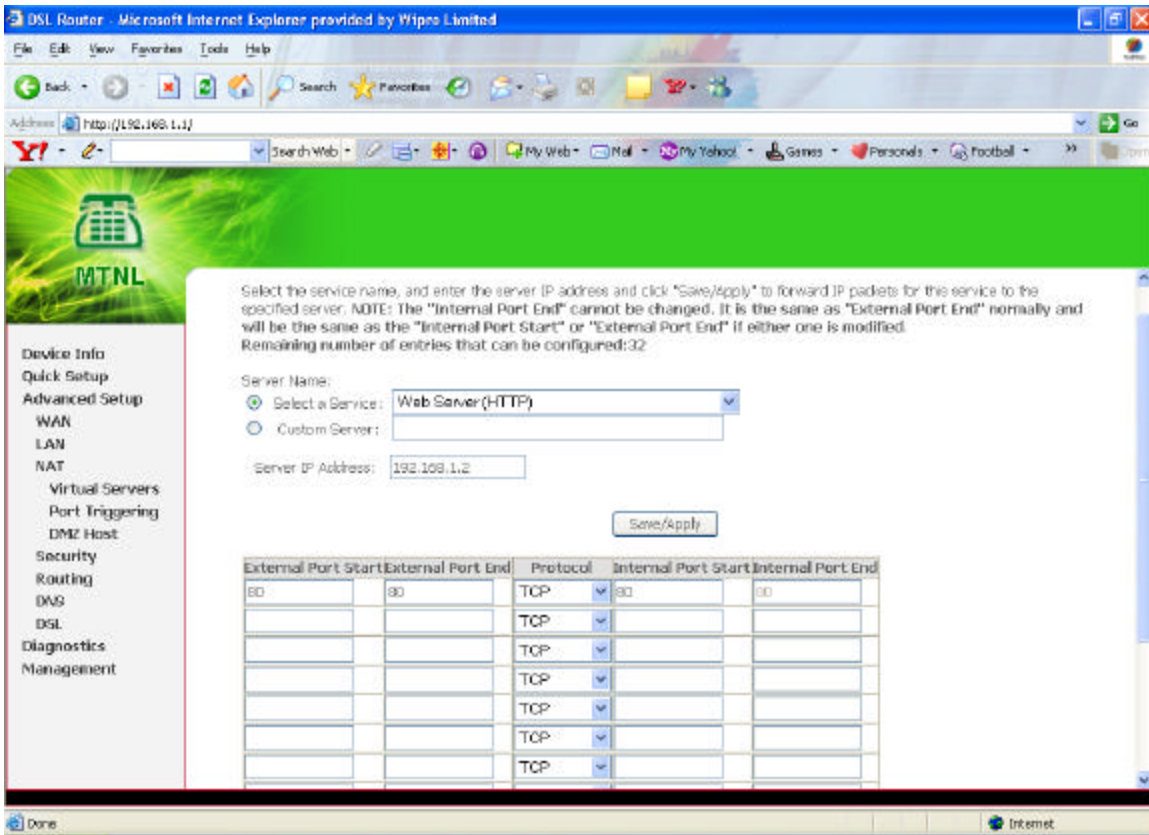 DSL Router - Microsoft Internet Explorer provided by Wipro Limited
File Edit View Favorites Tools Help
Back Search Favorites
Address http://192.168.1.1/ Go
Y! Search Web My Web Mail My Yahoo! Games Personals Football »
MTNL
Select the service name, and enter the server IP address and click "Save/Apply" to forward IP packets for this service to the
specified server. NOTE: The "Internal Port End" cannot be changed. It is the same as "External Port End" normally and
will be the same as the "Internal Port Start" or "External Port End" if either one is modified.
Remaining number of entries that can be configured:32
Device Info
Quick Setup
Advanced Setup
WAN
LAN
NAT
Virtual Servers
Port Triggering
DMZ Host
Security
Routing
DNS
DSL
Diagnostics
Management
Server Name:
Select a Service: Web Server (HTTP)
Custom Server:
Server IP Address: 192.168.1.2
Save/Apply
External Port Start External Port End Protocol Internal Port Start Internal Port End
80 80 TCP 80 80
TCP
TCP
TCP
TCP
TCP
TCP
Done Internet